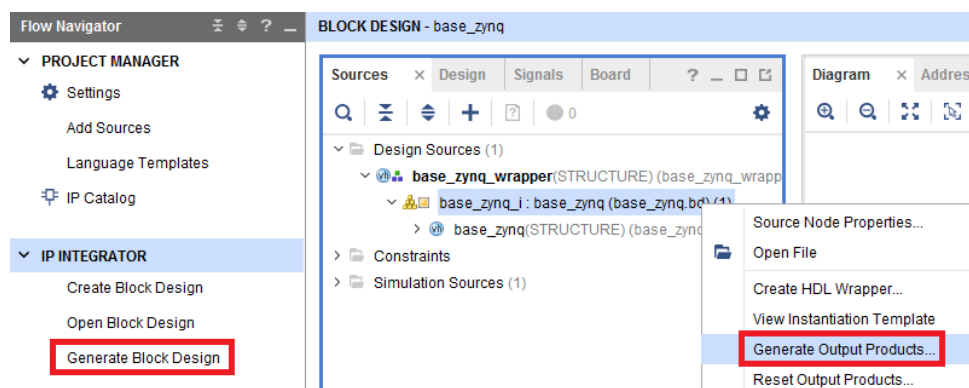 Flow Navigator
?
PROJECT MANAGER
Settings
Add Sources
Language Templates
IP Catalog
IP INTEGRATOR
Create Block Design
Open Block Design
Generate Block Design
BLOCK DESIGN - base_zynq
Sources Design Signals Board ?
? 0
Design Sources (1)
base_zynq_wrapper(STRUCTURE) (base_zynq_wrapp
base_zynq_i : base_zynq (base_zynq.bd) (1)
base_zynq(STRUCTURE) (base_zynq
Constraints
Simulation Sources (1)
Source Node Properties...
Open File
Create HDL Wrapper...
View Instantiation Template
Generate Output Products...
Reset Output Products...
Diagram Addres